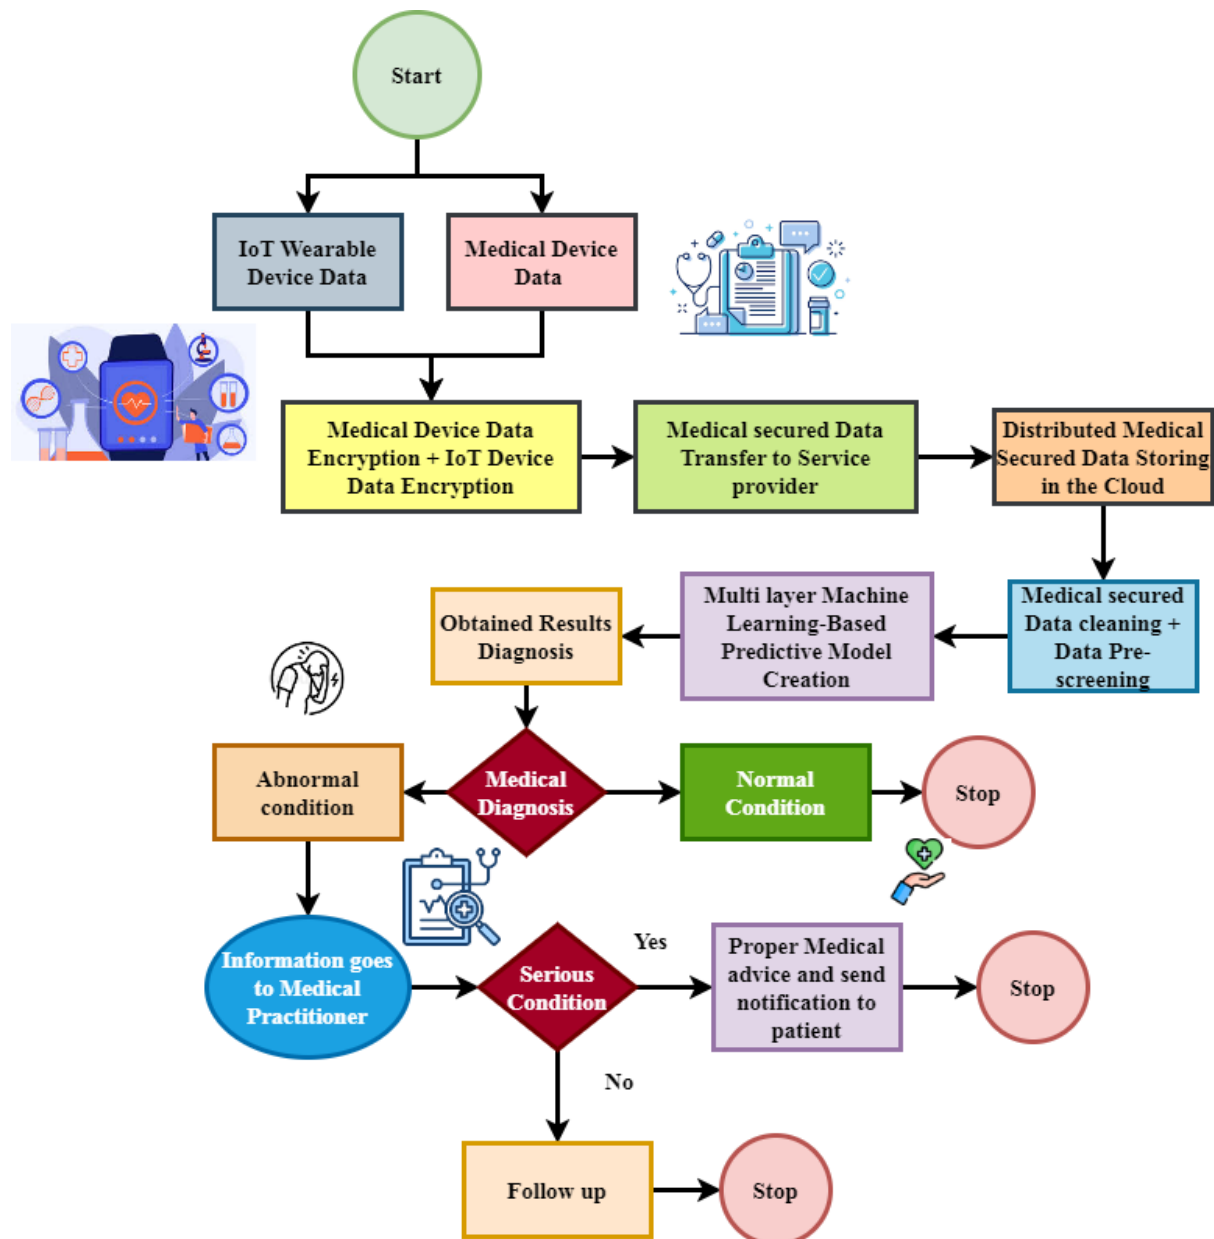 Start
IoT Wearable
Device Data
Medical Device
Data
Medical Device Data
Encryption + IoT Device
Data Encryption
Medical secured Data
Transfer to Service
provider
Distributed Medical
Secured Data Storing
in the Cloud
Medical secured
Data cleaning +
Data Pre-
screening
Multi layer Machine
Learning-Based
Predictive Model
Creation
Obtained Results
Diagnosis
Medical
Diagnosis
Abnormal
condition
Normal
Condition
Stop
Information goes
to Medical
Practitioner
Serious
Condition
Yes
Proper Medical
advice and send
notification to
patient
Stop
No
Follow up
Stop